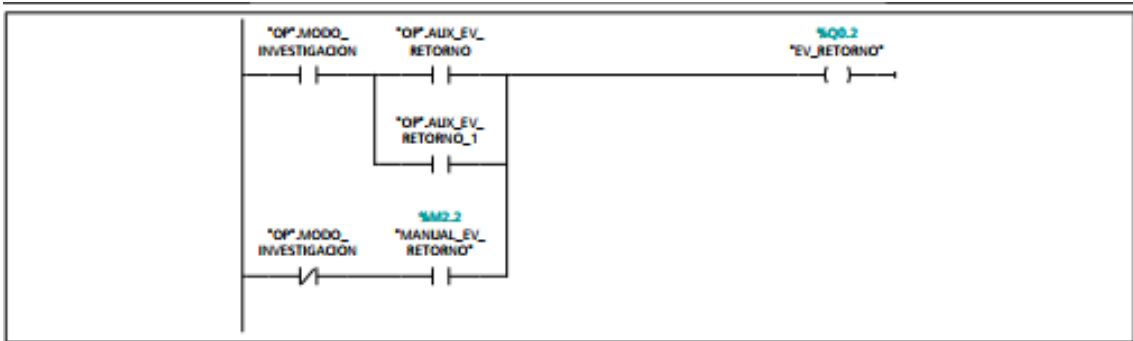 "OP".MODO_
INVESTIGACION
"OP".AUX_EV_
RETORNO
%Q0.2
"EV_RETORNO"
"OP".AUX_EV_
RETORNO_1
"OP".MODO_
INVESTIGACION
%M2.2
"MANUAL_EV_
RETORNO"